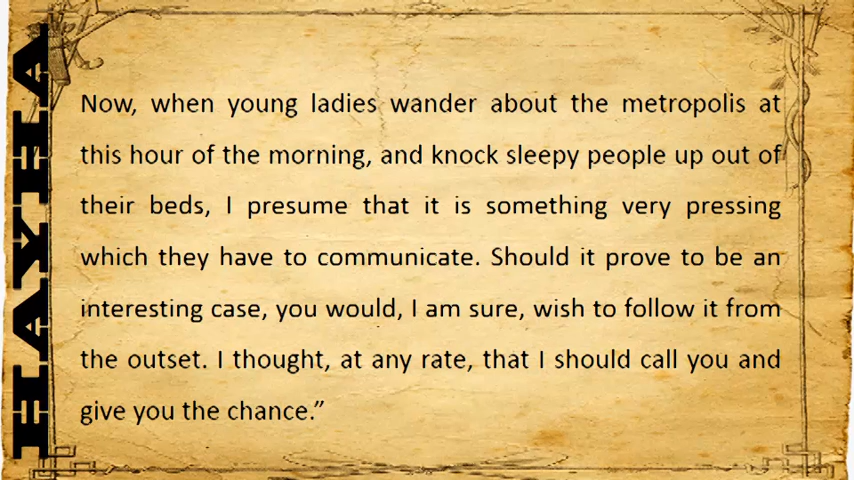 HAYHA
Now, when young ladies wander about the metropolis at
this hour of the morning, and knock sleepy people up out of
their beds, I presume that it is something very pressing
which they have to communicate. Should it prove to be an
interesting case, you would, I am sure, wish to follow it from
the outset. I thought, at any rate, that I should call you and
give you the chance.”